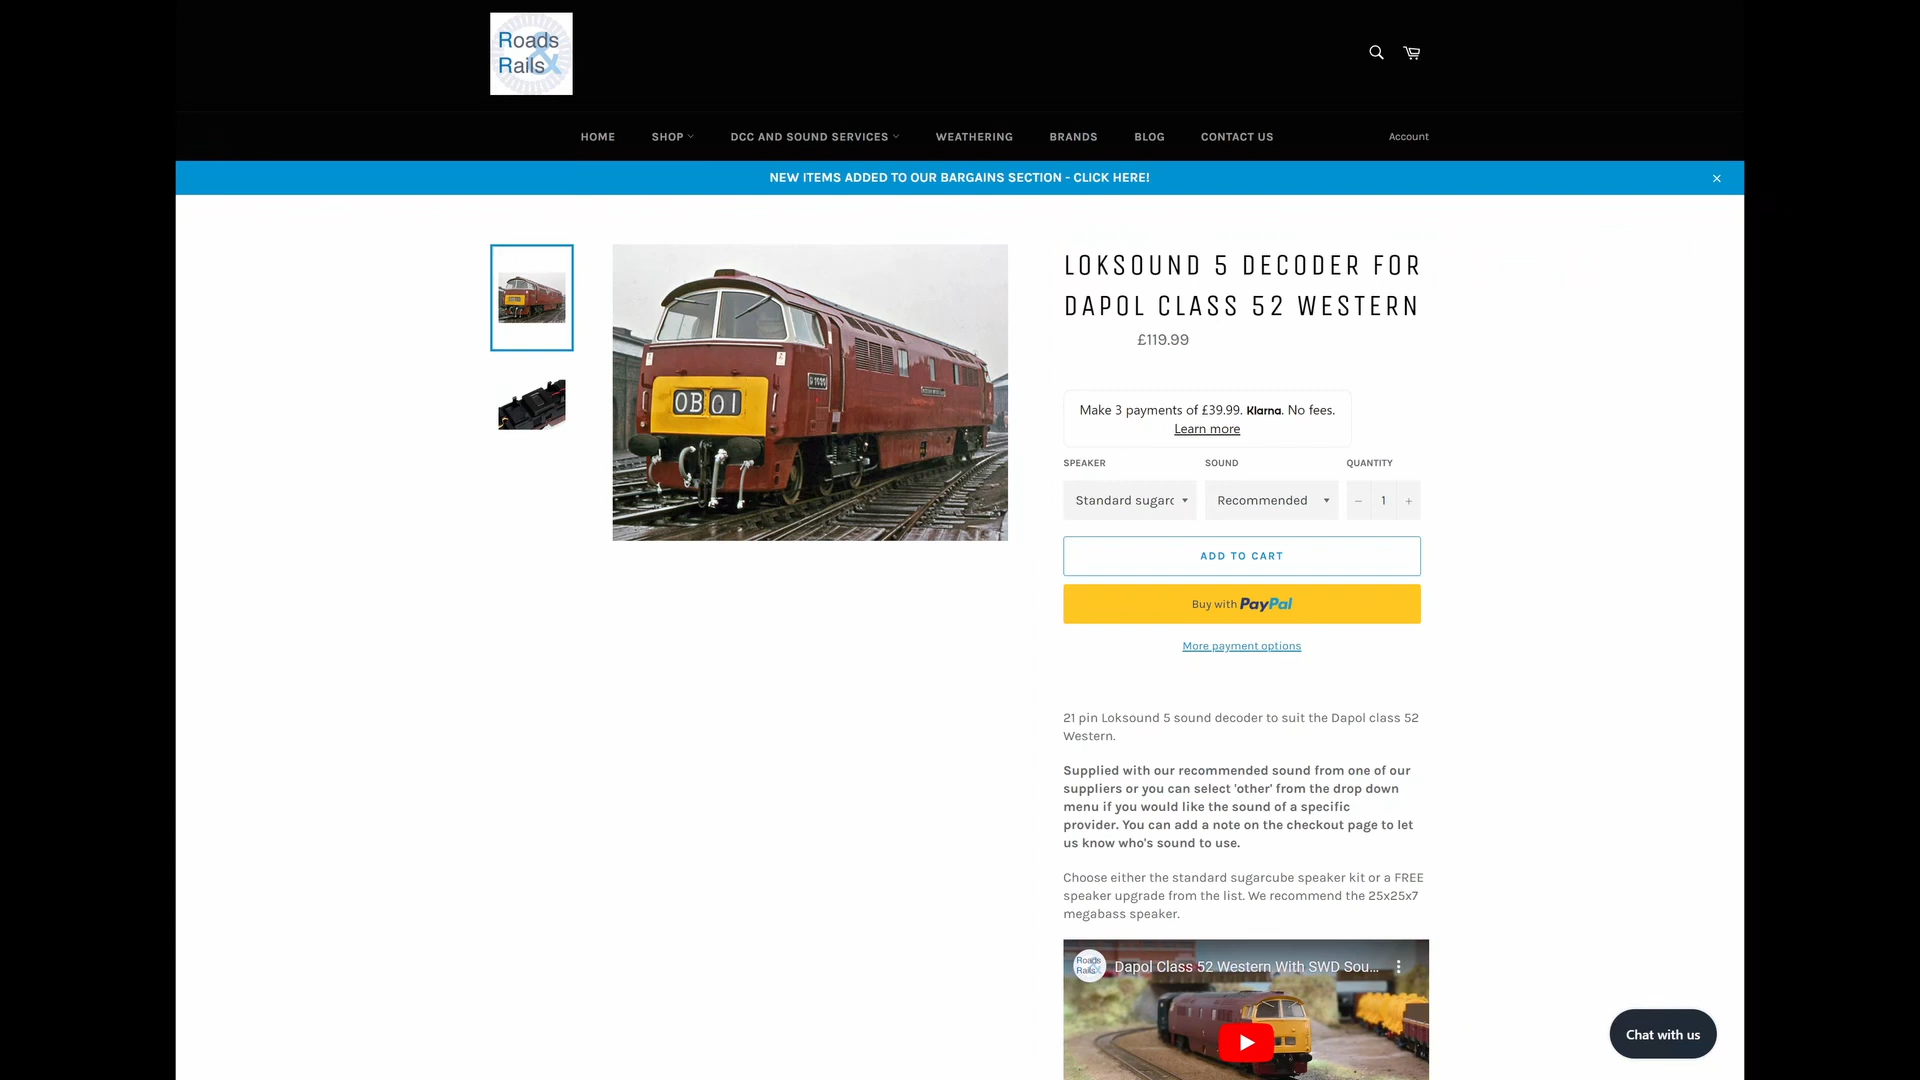 Roads
& Rails
HOME
SHOP
DCC AND SOUND SERVICES
WEATHERING
BRANDS
BLOG
CONTACT US
Account
NEW ITEMS ADDED TO OUR BARGAINS SECTION - CLICK HERE!
LOKSOUND 5 DECODER FOR
DAPOL CLASS 52 WESTERN
£119.99
Make 3 payments of £39.99. Klarna. No fees.
Learn more
SPEAKER
SOUND
QUANTITY
Standard sugarc
Recommended
− 1 +
ADD TO CART
Buy with PayPal
More payment options
0B 01
21 pin Loksound 5 sound decoder to suit the Dapol class 52
Western.
Supplied with our recommended sound from one of our
suppliers or you can select 'other' from the drop down
menu if you would like the sound of a specific
provider. You can add a note on the checkout page to let
us know who's sound to use.
Choose either the standard sugarcube speaker kit or a FREE
speaker upgrade from the list. We recommend the 25x25x7
megabass speaker.
Roads
& Rails
Dapol Class 52 Western With SWD Sou...
Chat with us